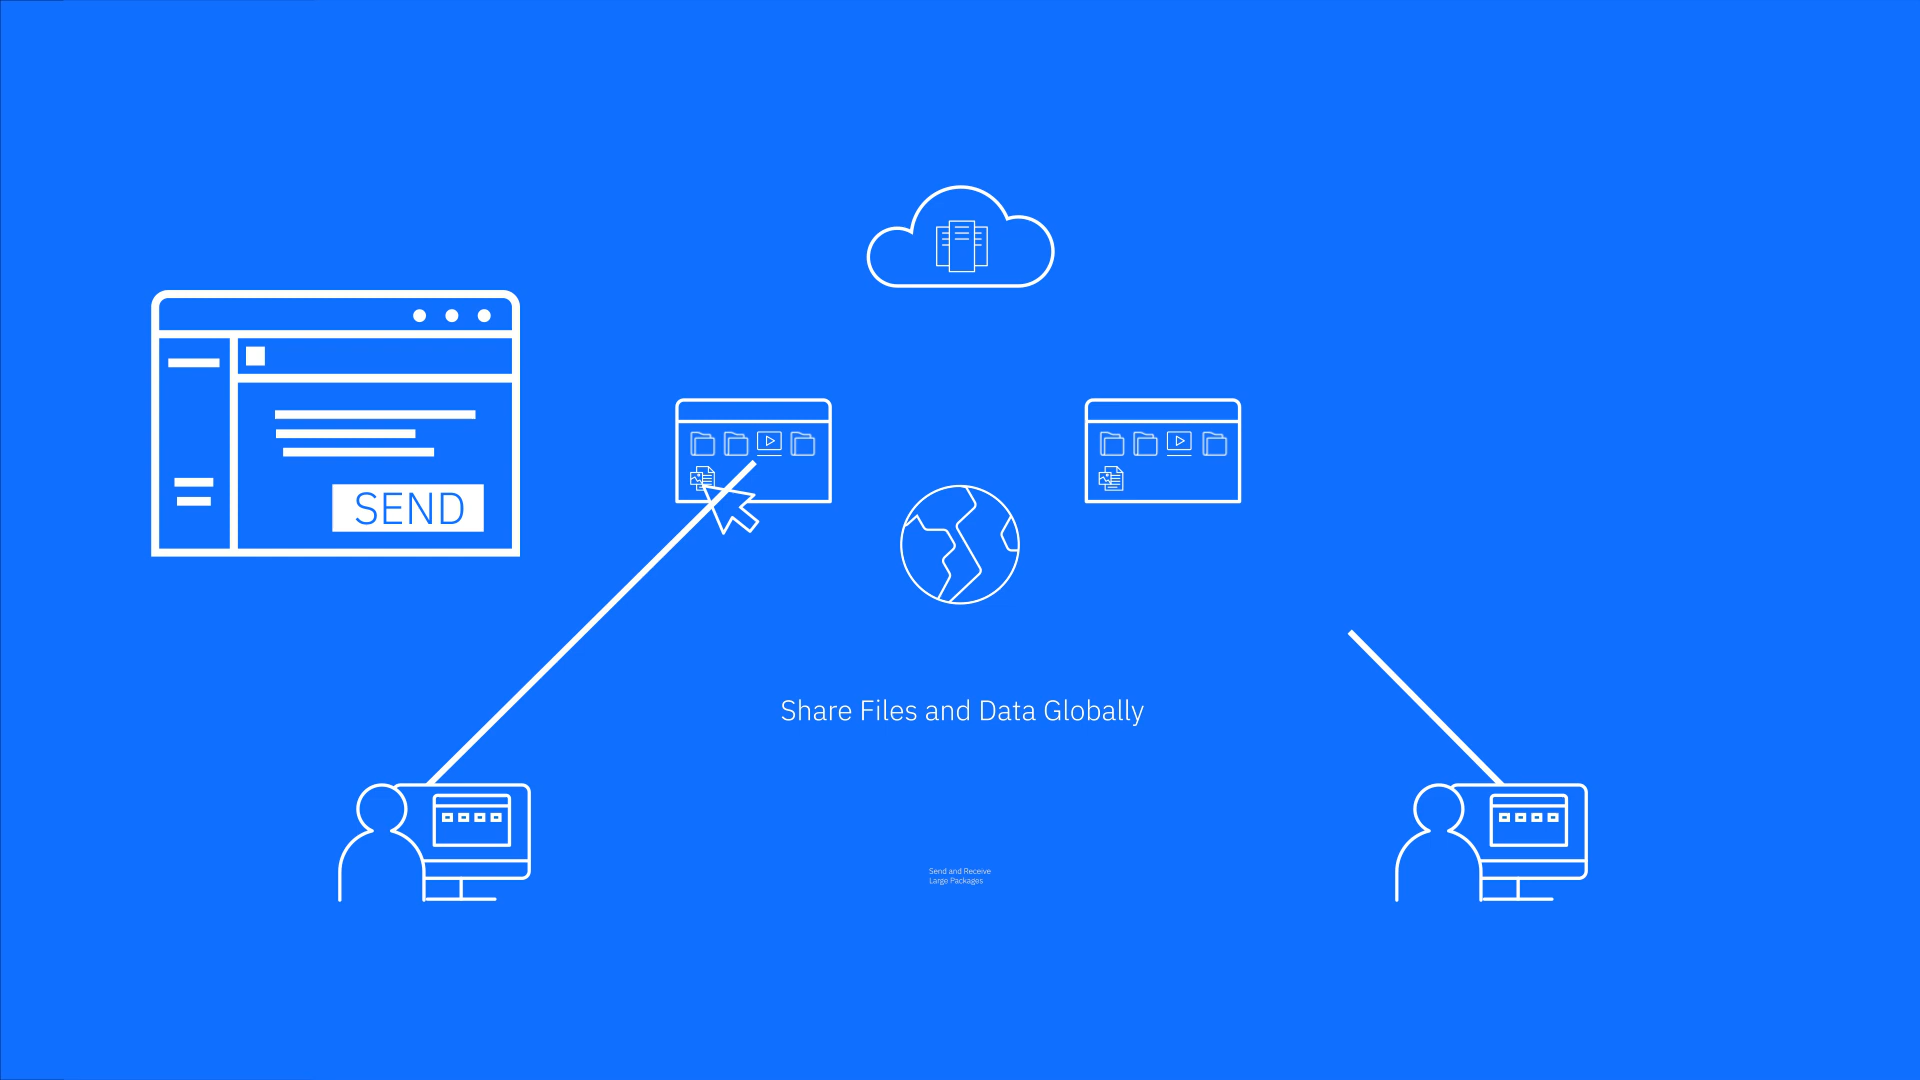 SEND
Share Files and Data Globally
Send and Receive
Large Packages